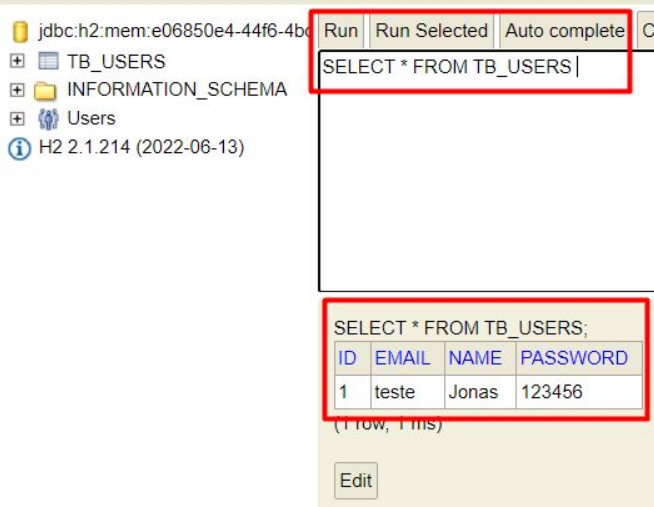 jdbc:h2:mem:e06850e4-44f6-4bc
TB_USERS
INFORMATION_SCHEMA
Users
H2 2.1.214 (2022-06-13)
Run Run Selected Auto complete C
SELECT * FROM TB_USERS
SELECT * FROM TB_USERS;
ID EMAIL NAME PASSWORD
1 teste Jonas 123456
(1 row, 1 ms)
Edit